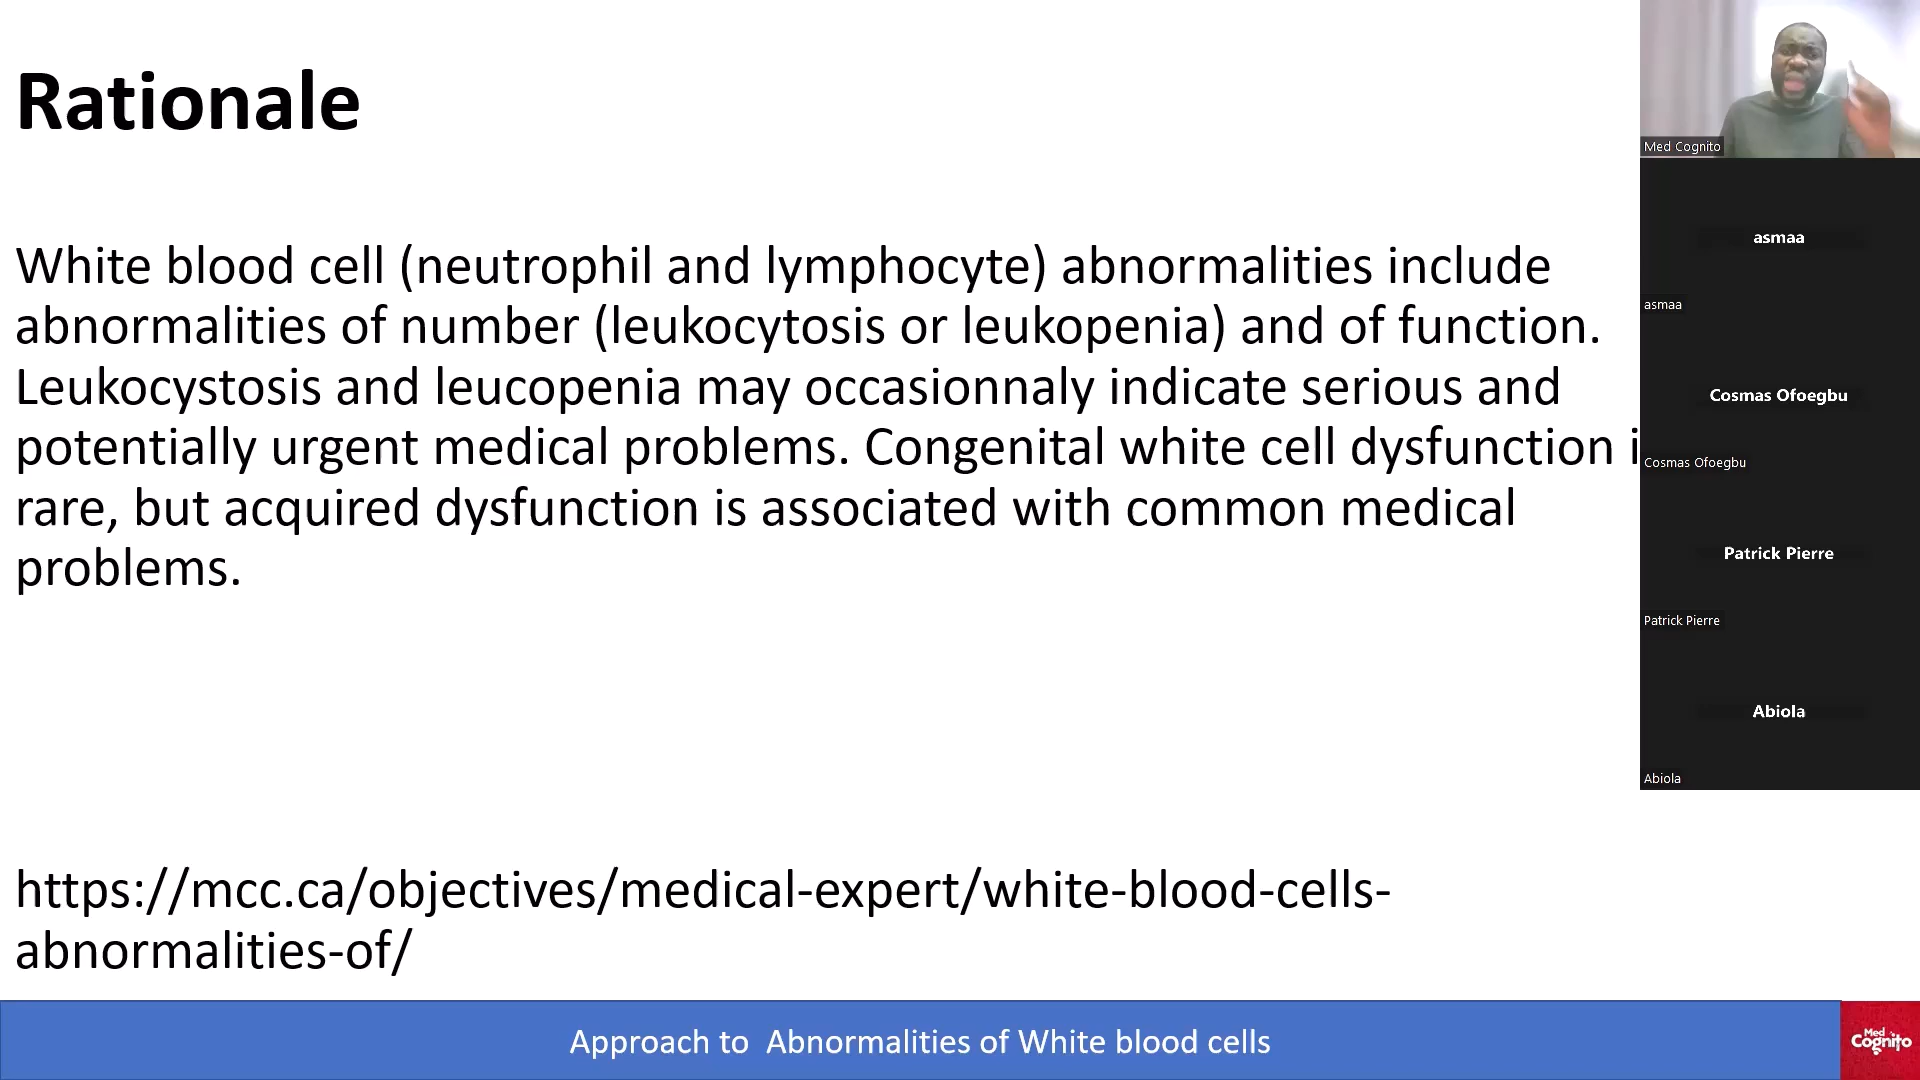 Rationale
White blood cell (neutrophil and lymphocyte) abnormalities include
abnormalities of number (leukocytosis or leukopenia) and of function.
Leukocystosis and leucopenia may occasionnaly indicate serious and
potentially urgent medical problems. Congenital white cell dysfunction i
rare, but acquired dysfunction is associated with common medical
problems.
https://mcc.ca/objectives/medical-expert/white-blood-cells-
abnormalities-of/
Approach to  Abnormalities of White blood cells
Med
Cognito
Med Cognito
asmaa
asmaa
Cosmas Ofoegbu
Cosmas Ofoegbu
Patrick Pierre
Patrick Pierre
Abiola
Abiola